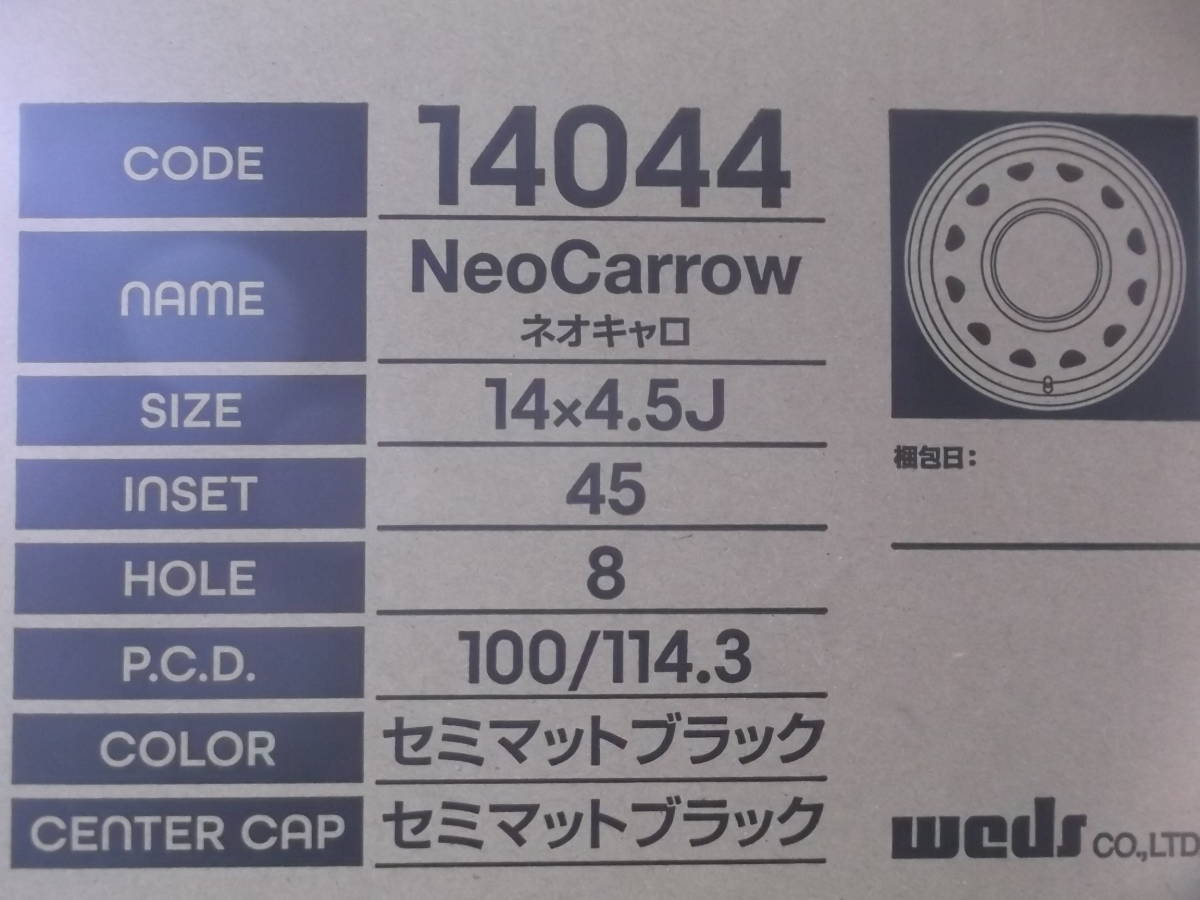 CODE 14044
NAME NeoCarrow
ネオキャロ
SIZE 14×4.5J
INSET 45
HOLE 8
P.C.D. 100/114.3
COLOR セミマットブラック
CENTER CAP セミマットブラック
梱包日:
weds CO.,LTD